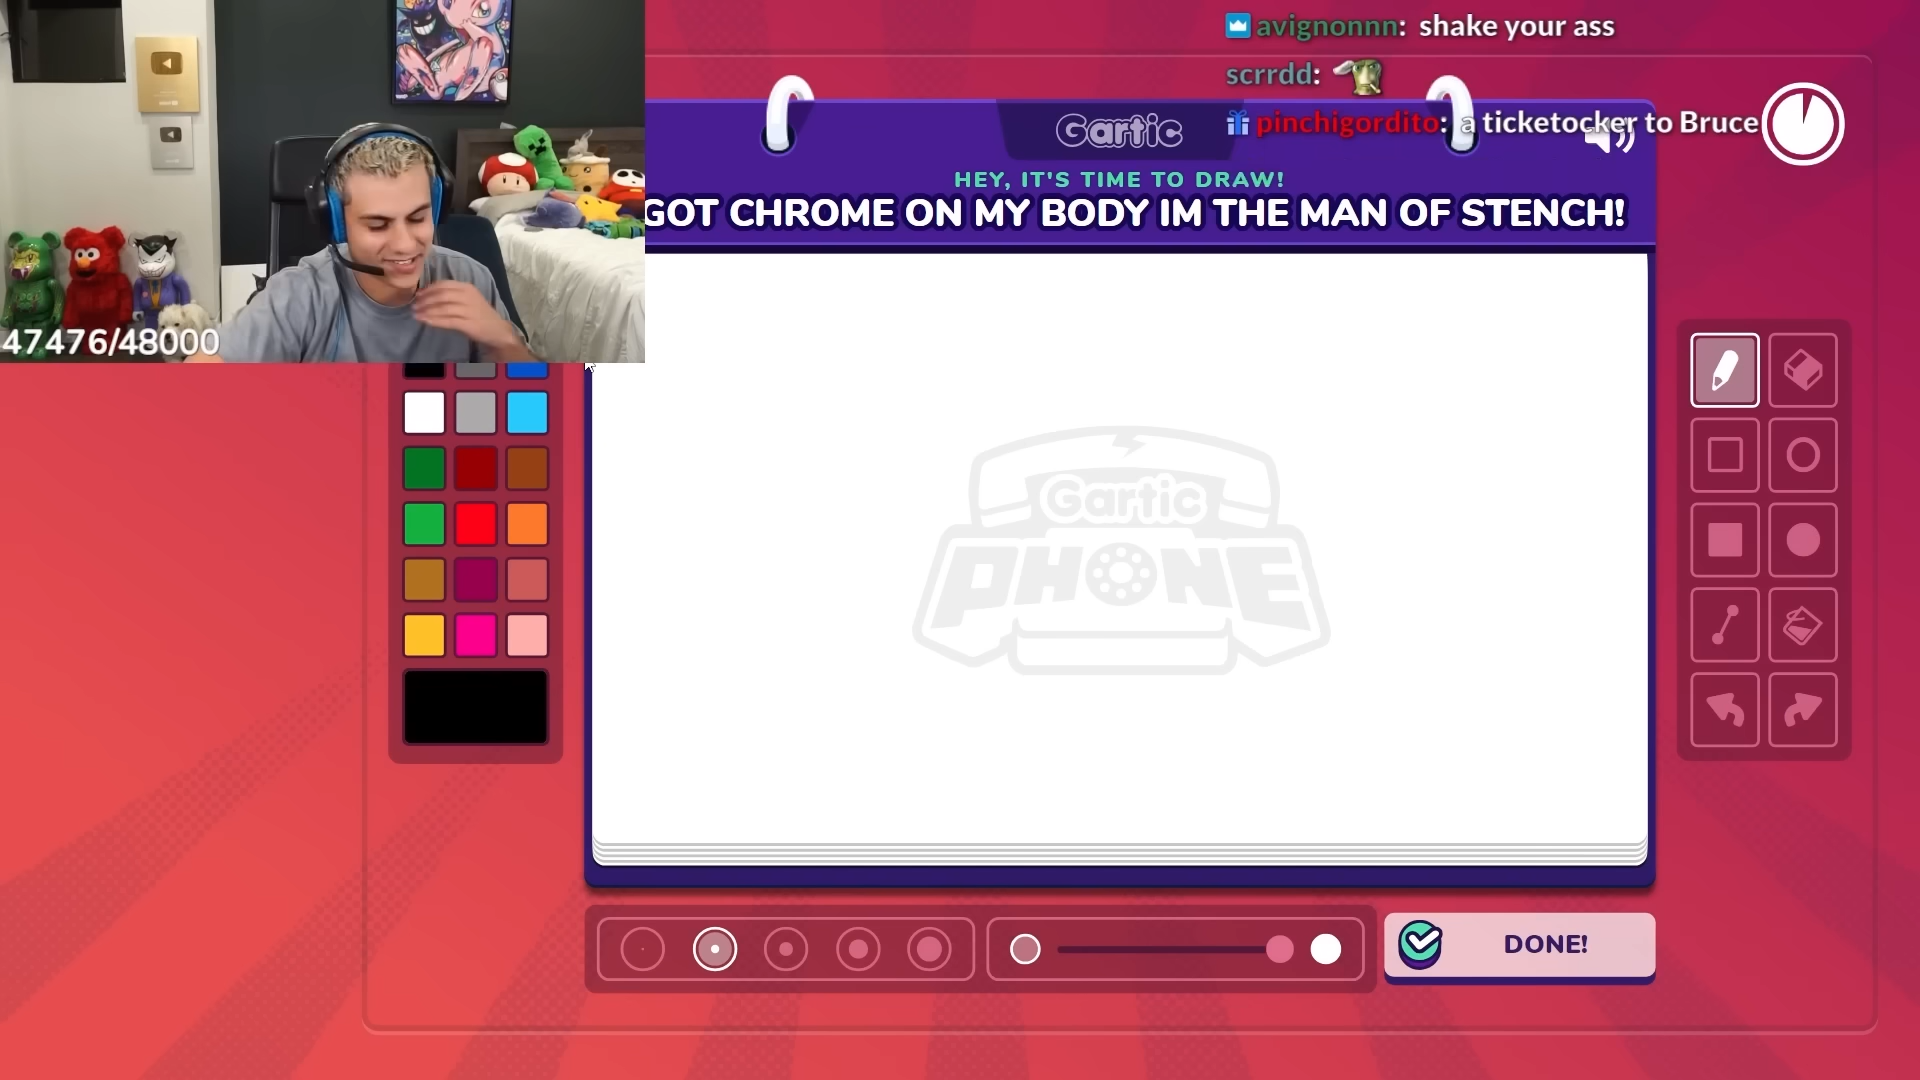 avignonnn: shake your ass
scrrdd:
pinchigordito: a ticketocker to Bruce
Gartic
HEY, IT'S TIME TO DRAW!
GOT CHROME ON MY BODY IM THE MAN OF STENCH!
47476/48000
Gartic
PHONE
DONE!